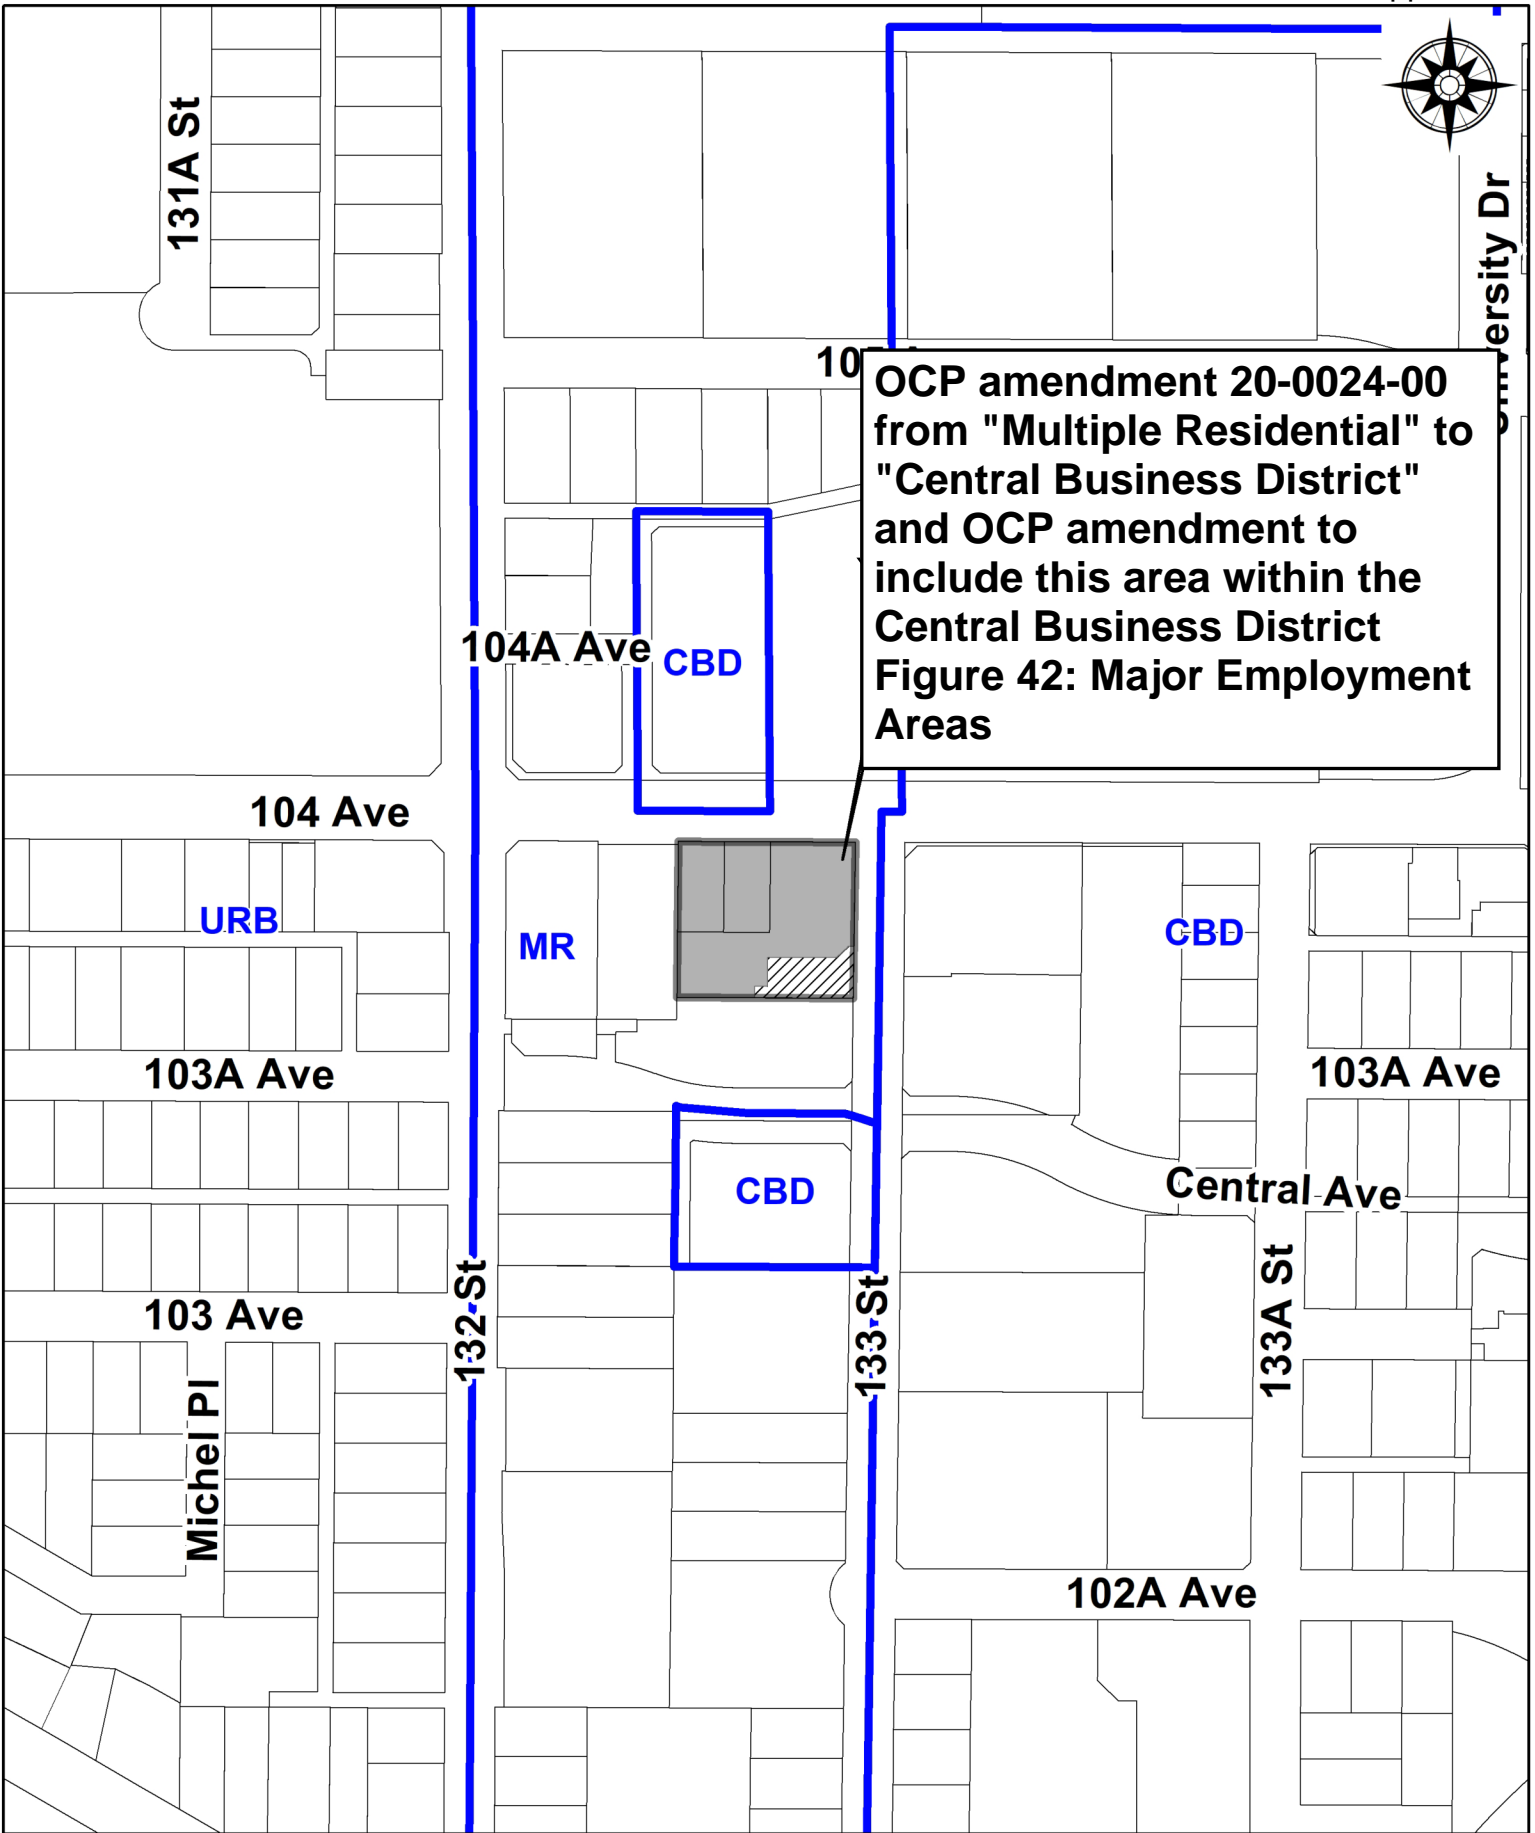 131A St
University Dr
10
OCP amendment 20-0024-00
from "Multiple Residential" to
"Central Business District"
and OCP amendment to
include this area within the
Central Business District
Figure 42: Major Employment
Areas
104A Ave
CBD
104 Ave
URB
MR
CBD
103A Ave
103A Ave
CBD
Central Ave
103 Ave
132 St
133 St
133A St
Michel Pl
102A Ave